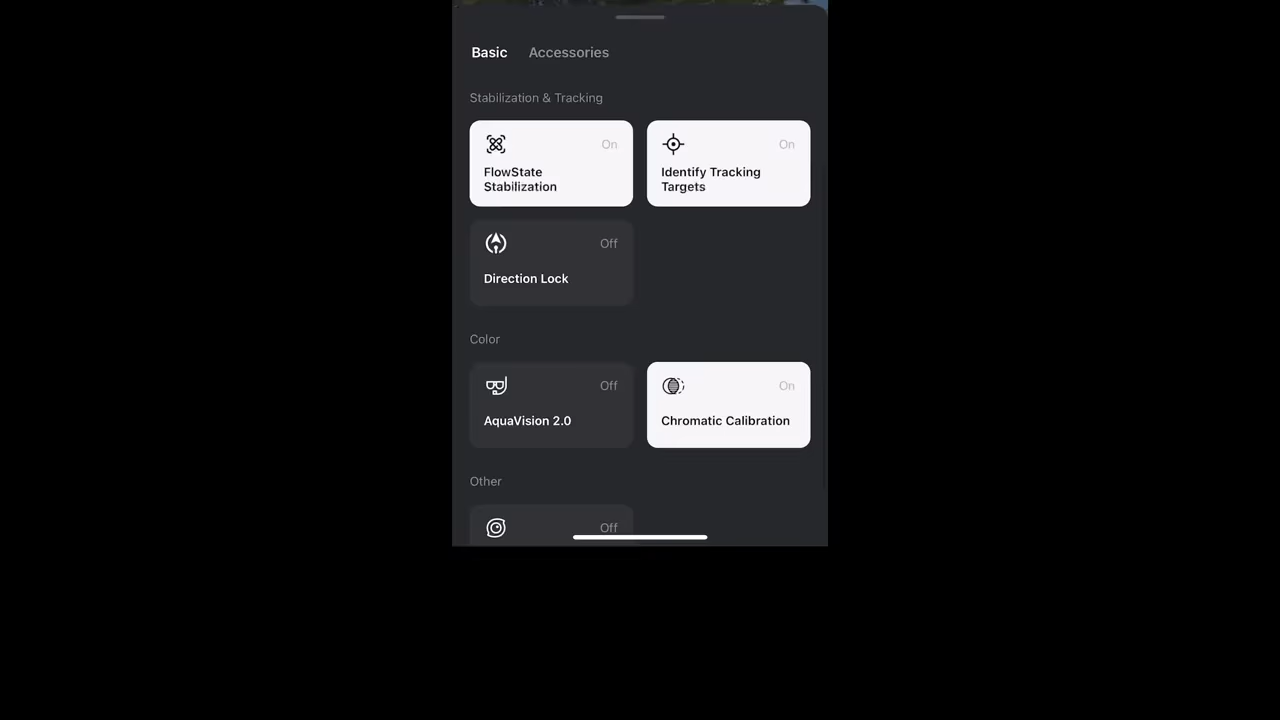 Basic Accessories
Stabilization & Tracking
On
FlowState
Stabilization
On
Identify Tracking
Targets
Off
Direction Lock
Color
Off
AquaVision 2.0
On
Chromatic Calibration
Other
Off